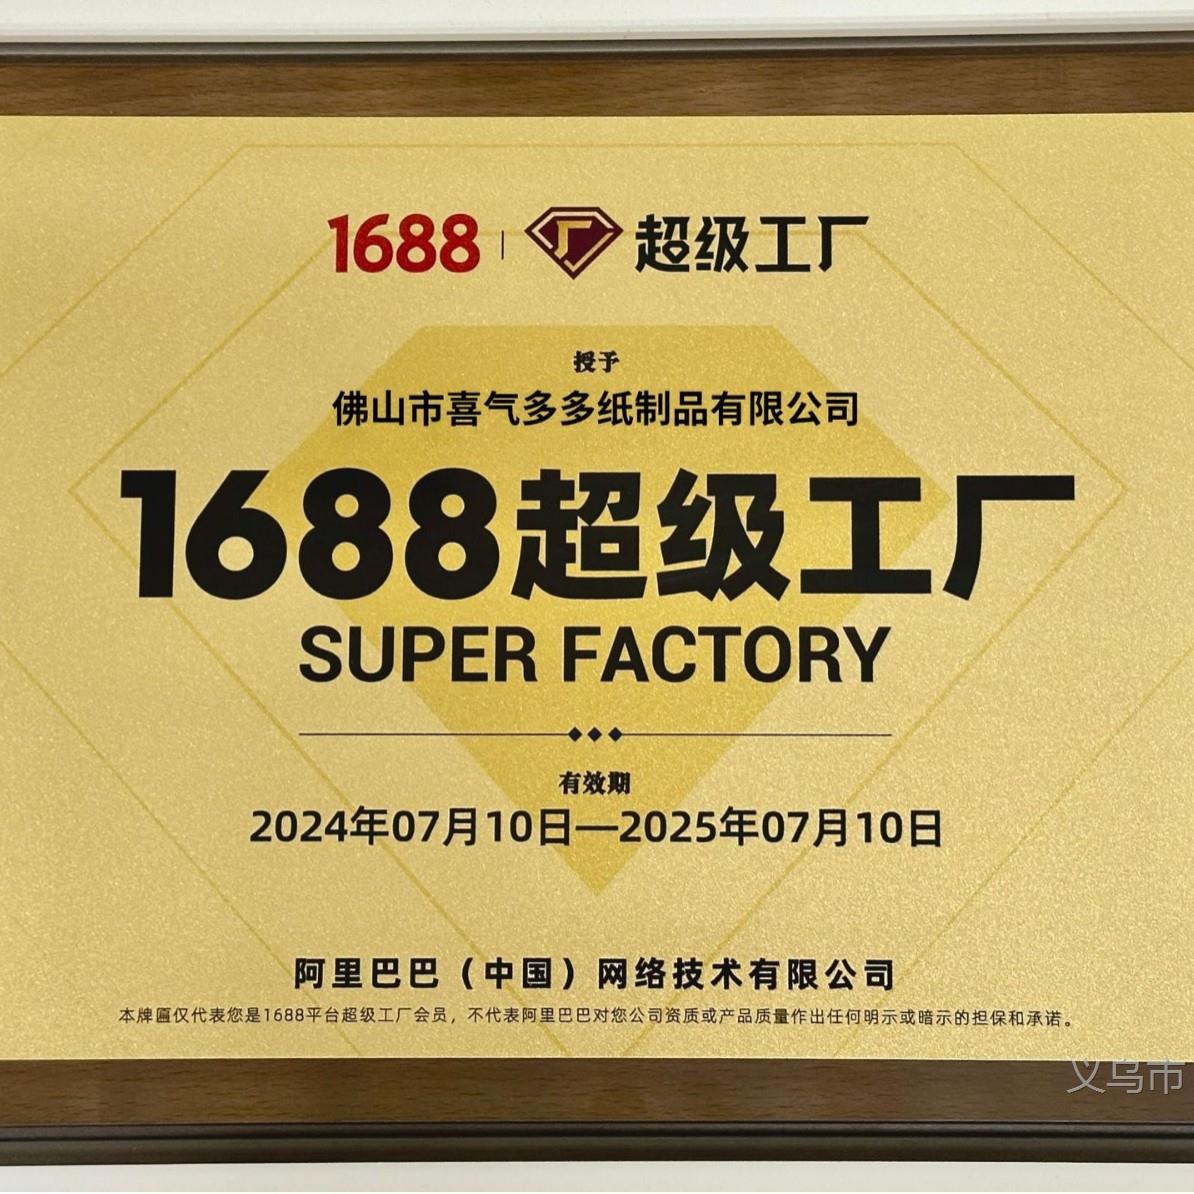 1688 | 超级工厂
授予
佛山市喜气多多纸制品有限公司
1688超级工厂
SUPER FACTORY
有效期
2024年07月10日—2025年07月10日
阿里巴巴（中国）网络技术有限公司
本牌匾仅代表您是1688平台超级工厂会员，不代表阿里巴巴对您公司资质或产品质量作出任何明示或暗示的担保和承诺。
义乌市